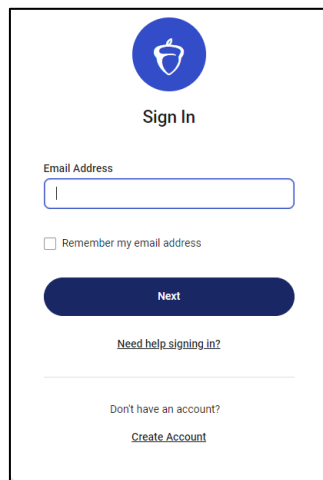 Sign In
Email Address
Remember my email address
Next
Need help signing in?
Don't have an account?
Create Account